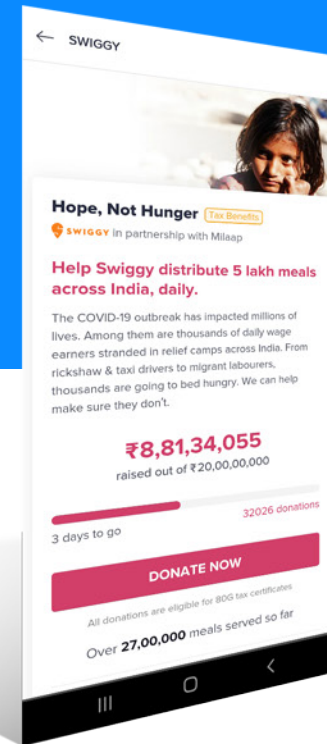 SWIGGY
Hope, Not Hunger Tax Benefits
SWIGGY in partnership with Milaap
Help Swiggy distribute 5 lakh meals
across India, daily.
The COVID-19 outbreak has impacted millions of
lives. Among them are thousands of daily wage
earners stranded in relief camps across India. From
rickshaw & taxi drivers to migrant labourers,
thousands are going to bed hungry. We can help
make sure they don't.
₹8,81,34,055
raised out of ₹20,00,00,000
32026 donations
3 days to go
DONATE NOW
All donations are eligible for 80G tax certificates
Over 27,00,000 meals served so far